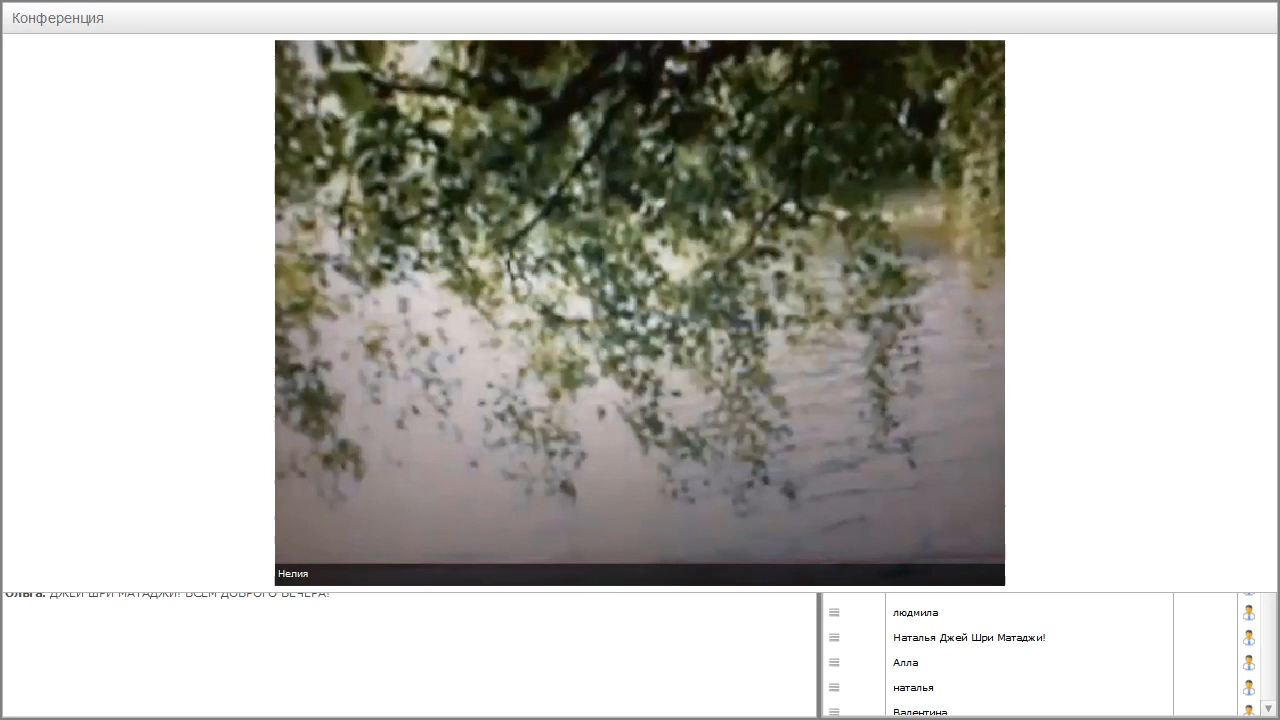 Конференция
Нелия
Ольга: ДЖЕЙ ШРИ МАТАДЖИ! ВСЕМ ДОБРОГО ВЕЧЕРА!
людмила
Наталья Джей Шри Матаджи!
Алла
наталья
Валентина